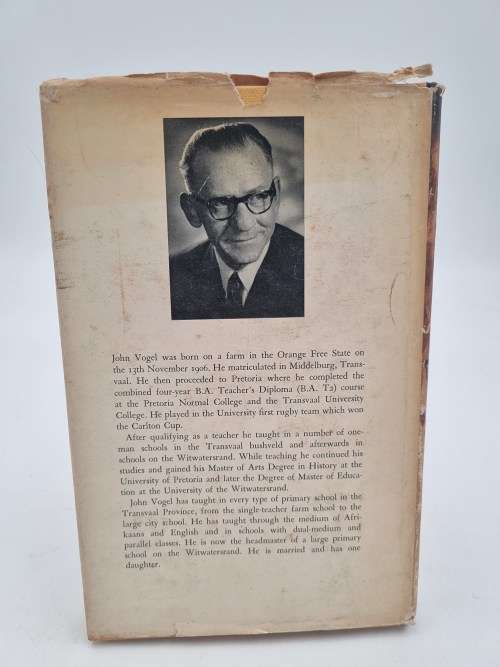 John Vogel was born on a farm in the Orange Free State on
the 13th November 1906. He matriculated in Middelburg, Trans-
vaal. He then proceeded to Pretoria where he completed the
combined four-year B.A. Teacher's Diploma (B.A. T2) course
at the Pretoria Normal College and the Transvaal University
College. He played in the University first rugby team which won
the Carlton Cup.
After qualifying as a teacher he taught in a number of one-
man schools in the Transvaal bushveld and afterwards in
schools on the Witwatersrand. While teaching he continued his
studies and gained his Master of Arts Degree in History at the
University of Pretoria and later the Degree of Master of Educa-
tion at the University of the Witwatersrand.
John Vogel has taught in every type of primary school in the
Transvaal Province, from the single-teacher farm school to the
large city school. He has taught through the medium of Afri-
kaans and English and in schools with dual-medium and
parallel classes. He is now the headmaster of a large primary
school on the Witwatersrand. He is married and has one
daughter.